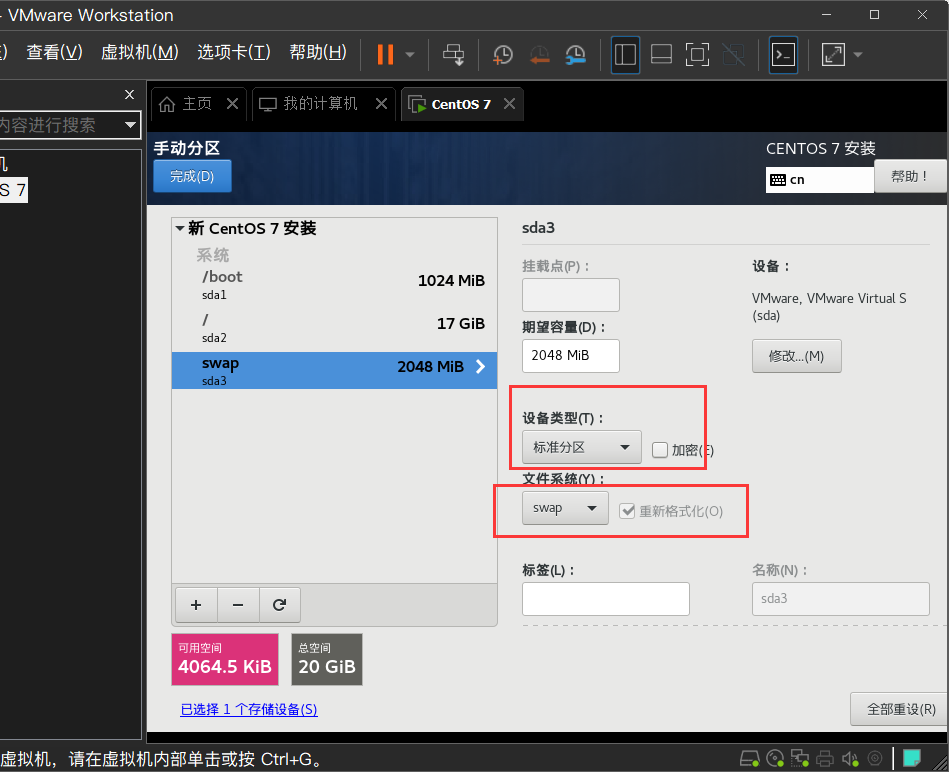 - VMware Workstation
查看(V) 虚拟机(M) 选项卡(T) 帮助(H)
主页 我的计算机 CentOS 7
内容进行搜索
机
S 7
手动分区
完成(D)
CENTOS 7 安装
cn
帮助！
新 CentOS 7 安装
系统
/boot 1024 MiB
sda1
/ 17 GiB
sda2
swap 2048 MiB
sda3
sda3
挂载点(P)：
期望容量(D)：
2048 MiB
设备：
VMware, VMware Virtual S
(sda)
修改...(M)
设备类型(T)：
标准分区 加密(E)
文件系统(Y)：
swap 重新格式化(O)
标签(L)：
名称(N)：
sda3
可用空间
4064.5 KiB
总空间
20 GiB
已选择 1 个存储设备(S)
全部重设(R)
虚拟机，请在虚拟机内部单击或按 Ctrl+G。